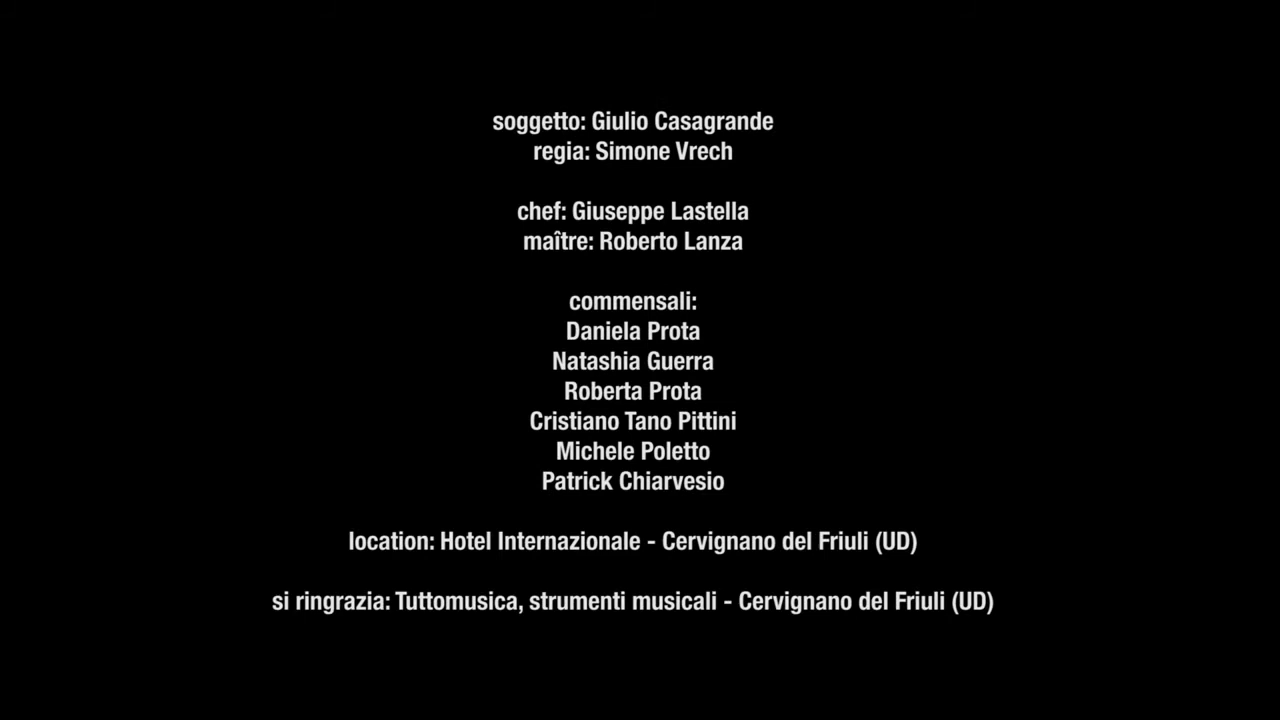 soggetto: Giulio Casagrande
regia: Simone Vrech
chef: Giuseppe Lastella
maître: Roberto Lanza
commensali:
Daniela Prota
Natashia Guerra
Roberta Prota
Cristiano Tano Pittini
Michele Poletto
Patrick Chiarvesio
location: Hotel Internazionale - Cervignano del Friuli (UD)
si ringrazia: Tuttomusica, strumenti musicali - Cervignano del Friuli (UD)